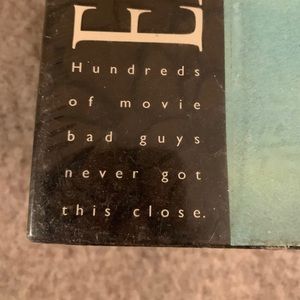 E
Hundreds
of movie
bad guys
never got
this close.